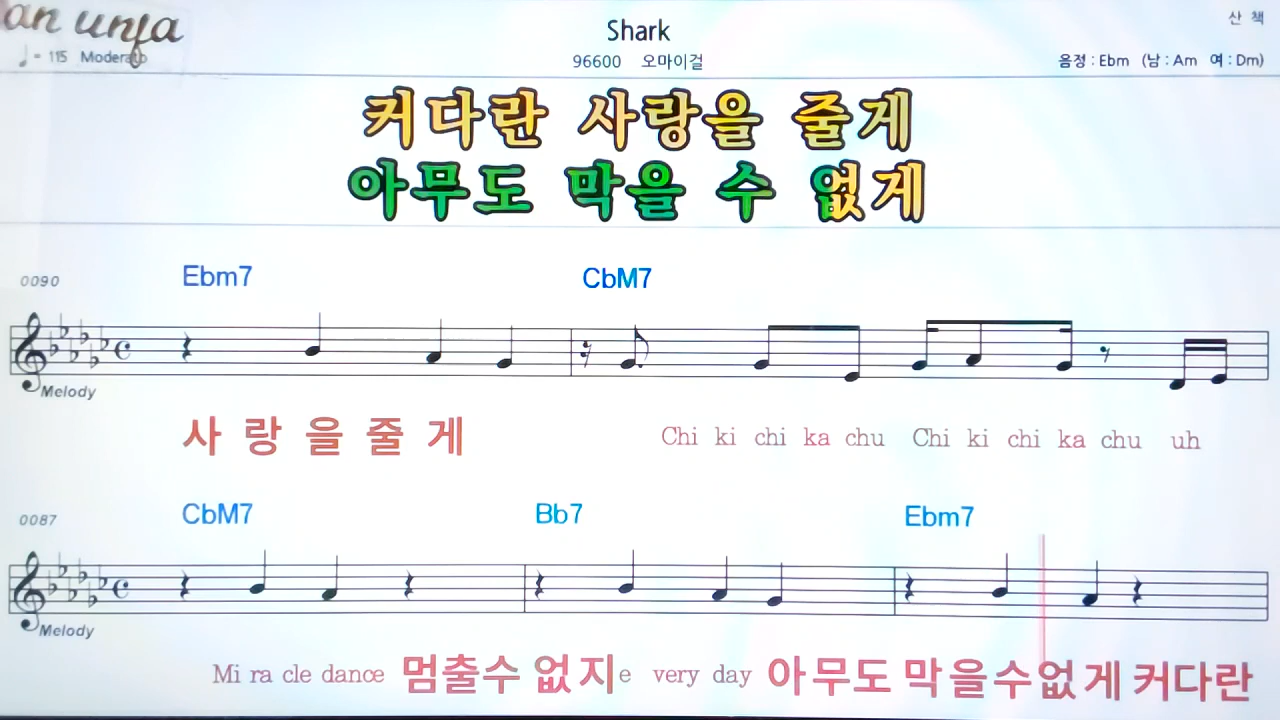 an unfa
Shark
산 책
♩= 115 Moderato
96600 오마이걸
음정 : Ebm (남 : Am 여 : Dm)
커다란 사랑을 줄게
아무도 막을 수 없게
0090 Ebm7 CbM7
Melody
사 랑 을 줄 게 Chi ki chi ka chu Chi ki chi ka chu uh
0087 CbM7 Bb7 Ebm7
Melody
Mi ra cle dance 멈출수 없지 e very day 아무도 막을수없게 커다란